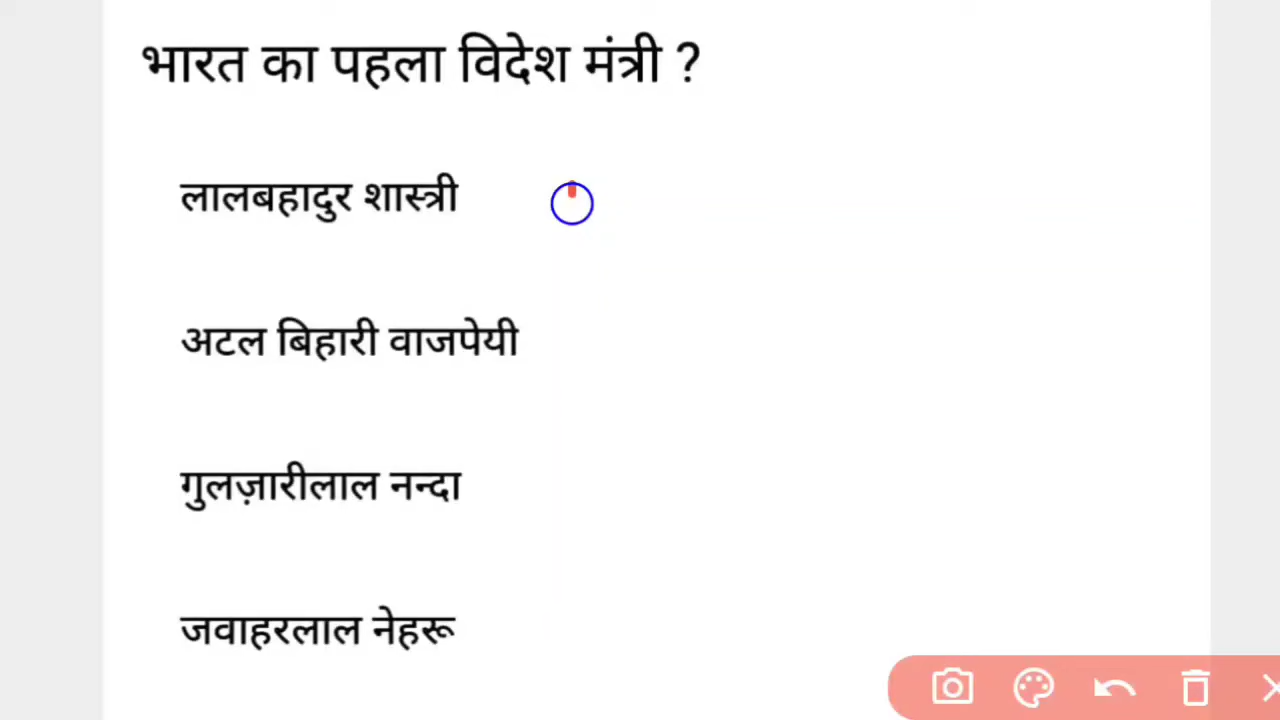 भारत का पहला विदेश मंत्री ?
लालबहादुर शास्त्री
अटल बिहारी वाजपेयी
गुलज़ारीलाल नन्दा
जवाहरलाल नेहरू